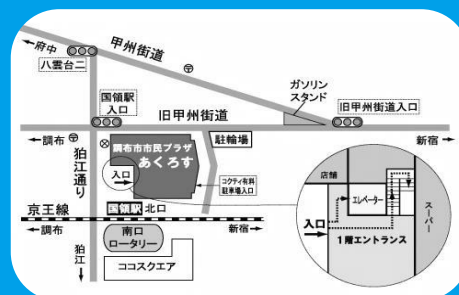 甲州街道
←府中
八雲台二
国領駅
入口
ガソリン
スタンド
旧甲州街道
旧甲州街道入口
←調布
新宿→
狛江通り
調布市市民プラザ
あくろす
駐輪場
入口
コクティ有料
駐車場入口
京王線
国領駅
北口
←調布
新宿→
南口
ロータリー
狛江
ココスクエア
店舗
エレベーター
スーパー
入口
1階エントランス